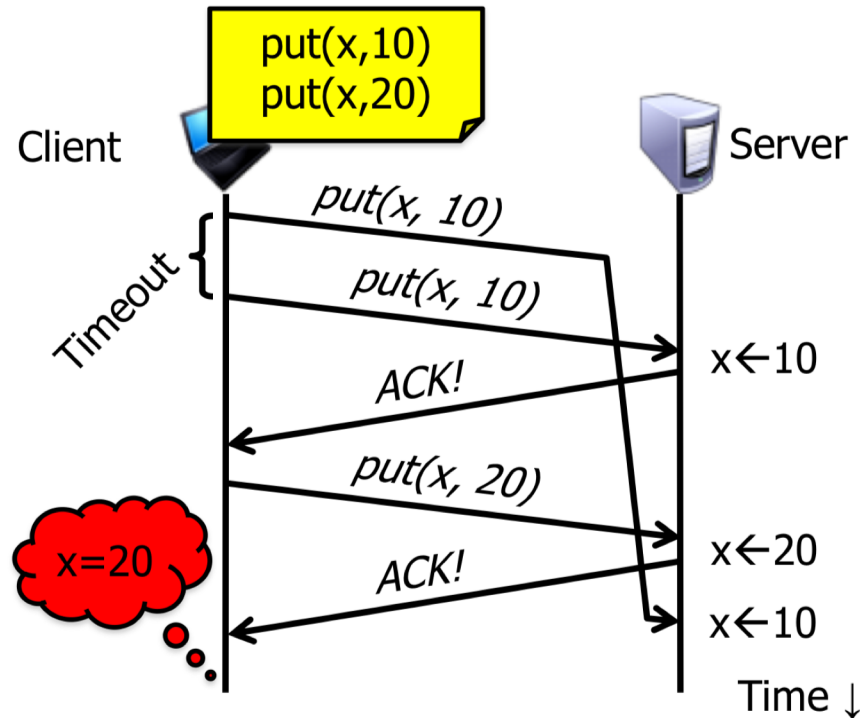 put(x,10)
put(x,20)
Client
Server
put(x, 10)
Timeout
put(x, 10)
x←10
ACK!
put(x, 20)
x=20
x←20
ACK!
x←10
Time ↓